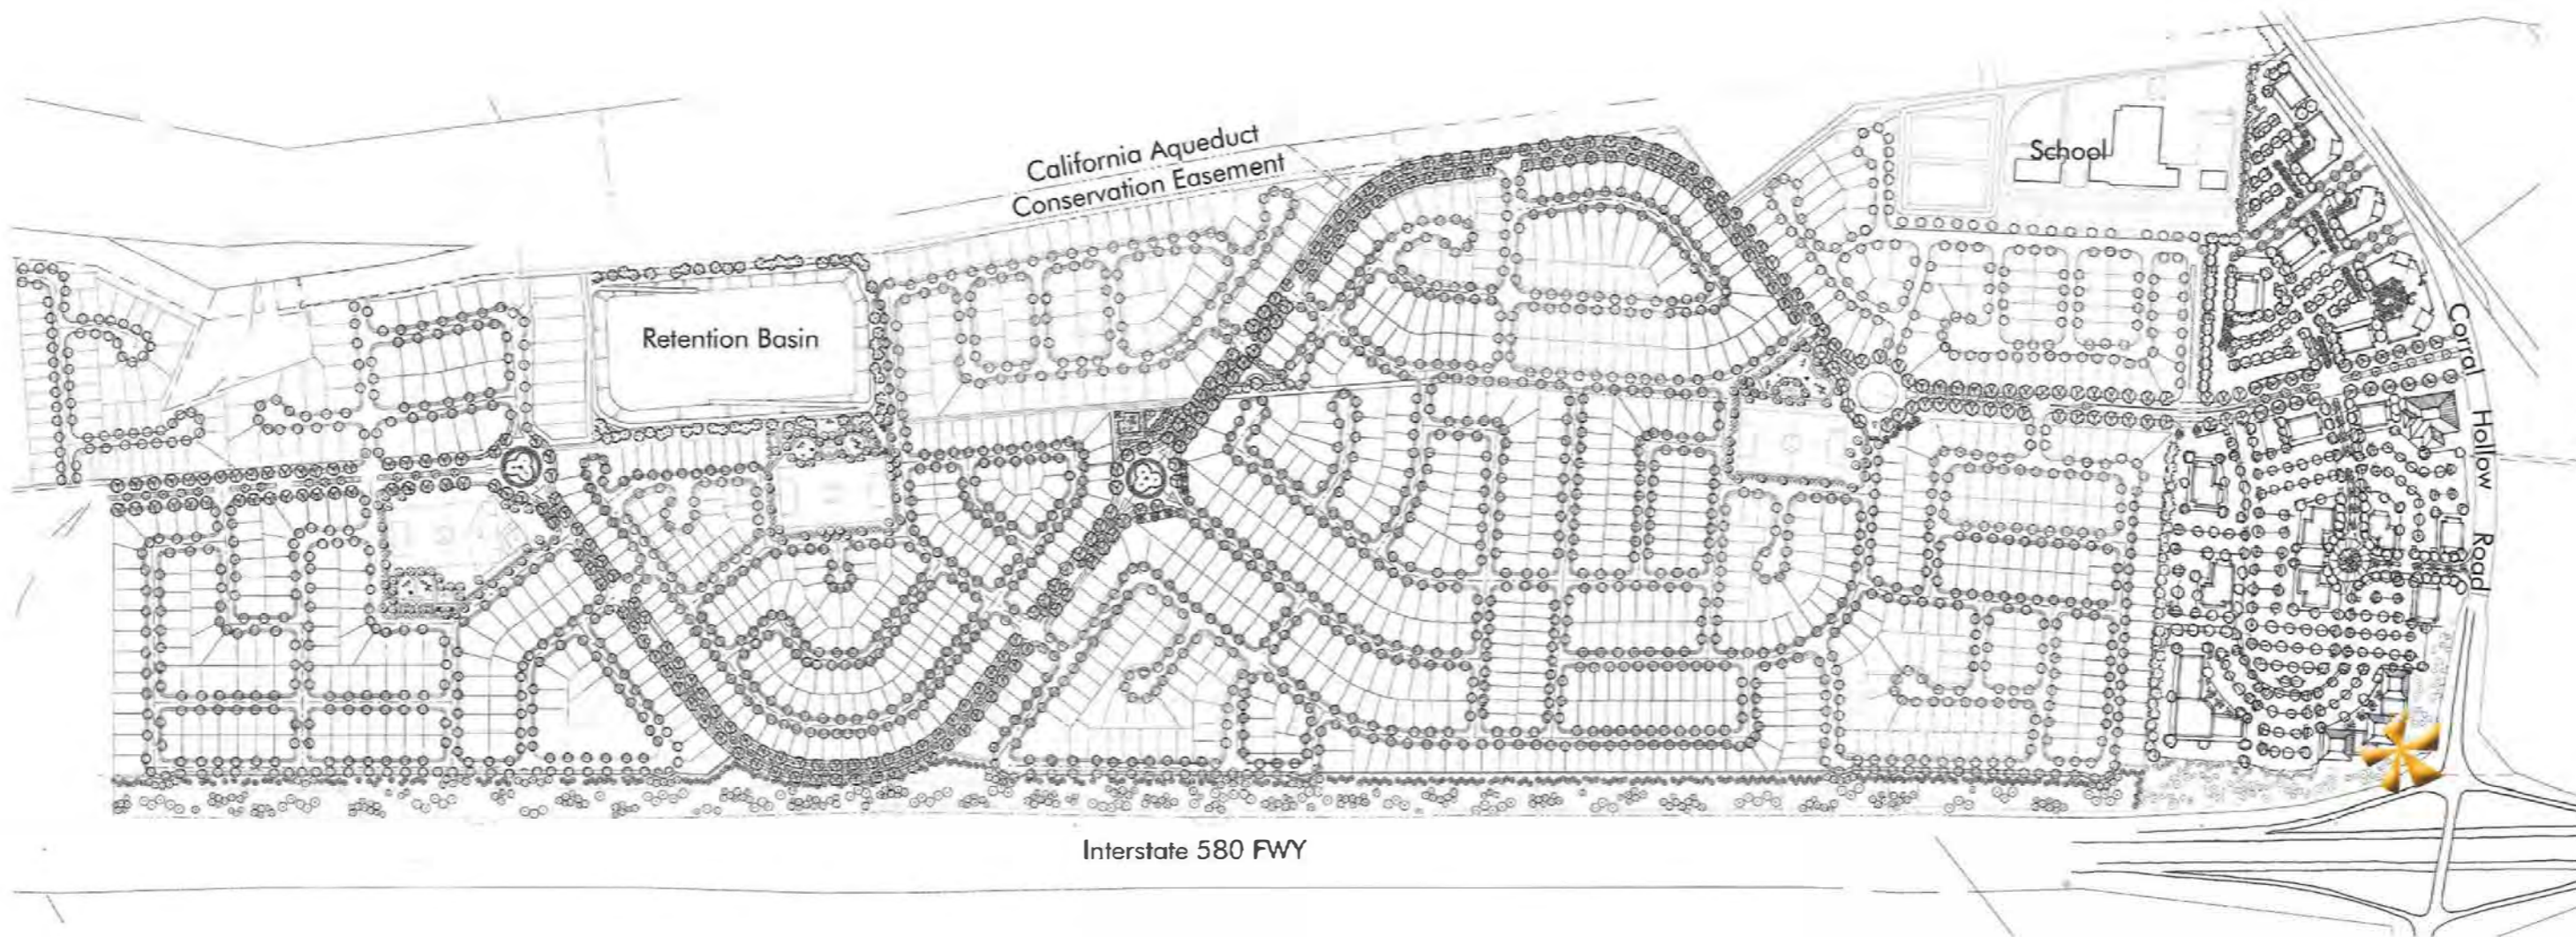 California Aqueduct
Conservation Easement
School
Retention Basin
Corral Hollow Road
Interstate 580 FWY